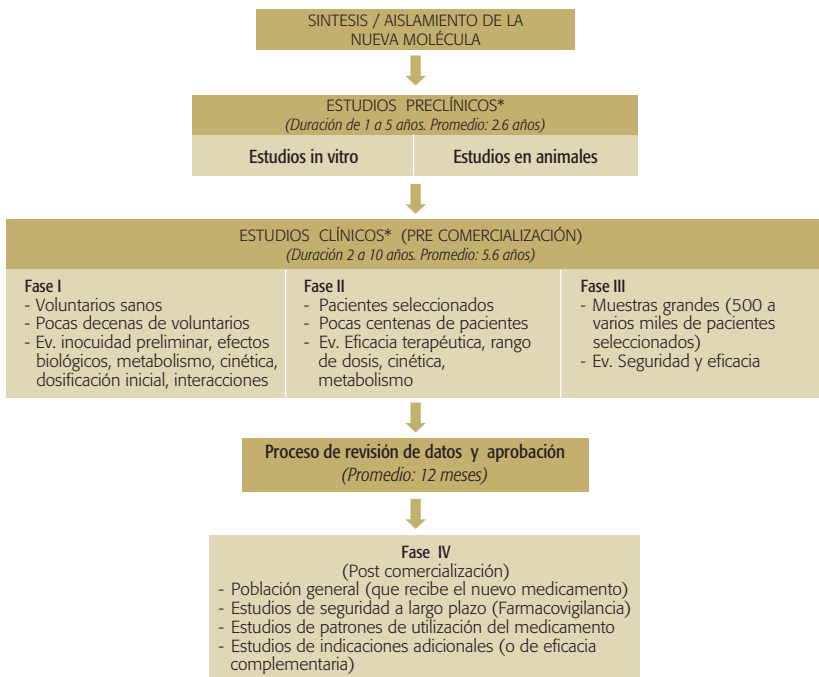 SINTESIS / AISLAMIENTO DE LA
NUEVA MOLÉCULA
ESTUDIOS PRECLÍNICOS*
(Duración de 1 a 5 años. Promedio: 2.6 años)
Estudios in vitro
Estudios en animales
ESTUDIOS CLÍNICOS* (PRE COMERCIALIZACIÓN)
(Duración 2 a 10 años. Promedio: 5.6 años)
Fase I
- Voluntarios sanos
- Pocas decenas de voluntarios
- Ev. inocuidad preliminar, efectos
biológicos, metabolismo, cinética,
dosificación inicial, interacciones
Fase II
- Pacientes seleccionados
- Pocas centenas de pacientes
- Ev. Eficacia terapéutica, rango
de dosis, cinética,
metabolismo
Fase III
- Muestras grandes (500 a
varios miles de pacientes
seleccionados)
- Ev. Seguridad y eficacia
Proceso de revisión de datos y aprobación
(Promedio: 12 meses)
Fase IV
(Post comercialización)
- Población general (que recibe el nuevo medicamento)
- Estudios de seguridad a largo plazo (Farmacovigilancia)
- Estudios de patrones de utilización del medicamento
- Estudios de indicaciones adicionales (o de eficacia
complementaria)